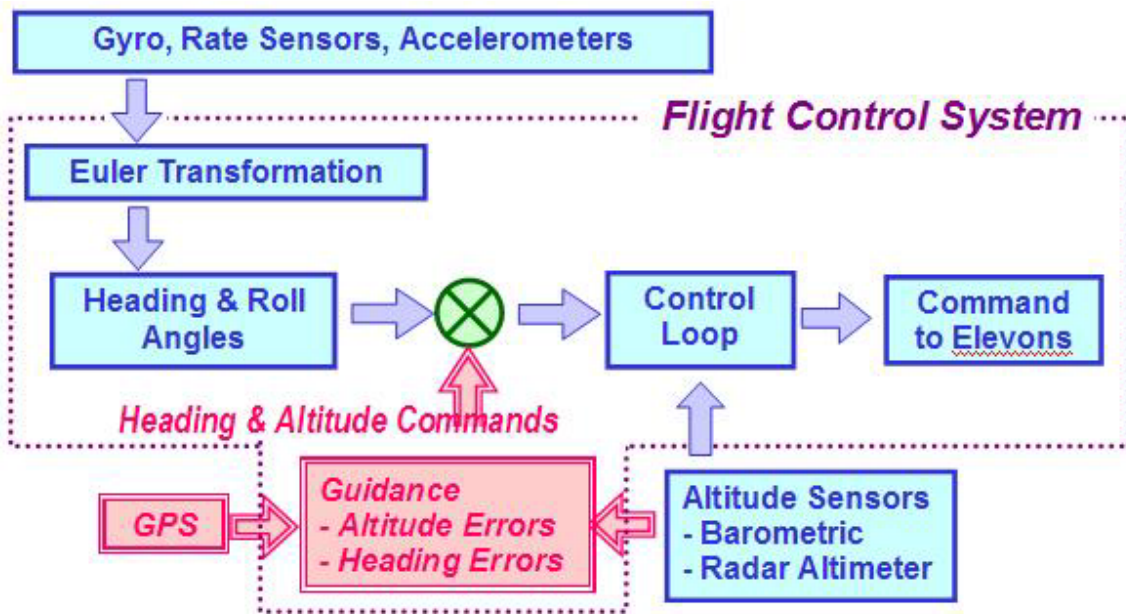 Gyro, Rate Sensors, Accelerometers
Flight Control System
Euler Transformation
Heading & Roll
Angles
Control
Loop
Command
to Elevons
Heading & Altitude Commands
GPS
Guidance
- Altitude Errors
- Heading Errors
Altitude Sensors
- Barometric
- Radar Altimeter